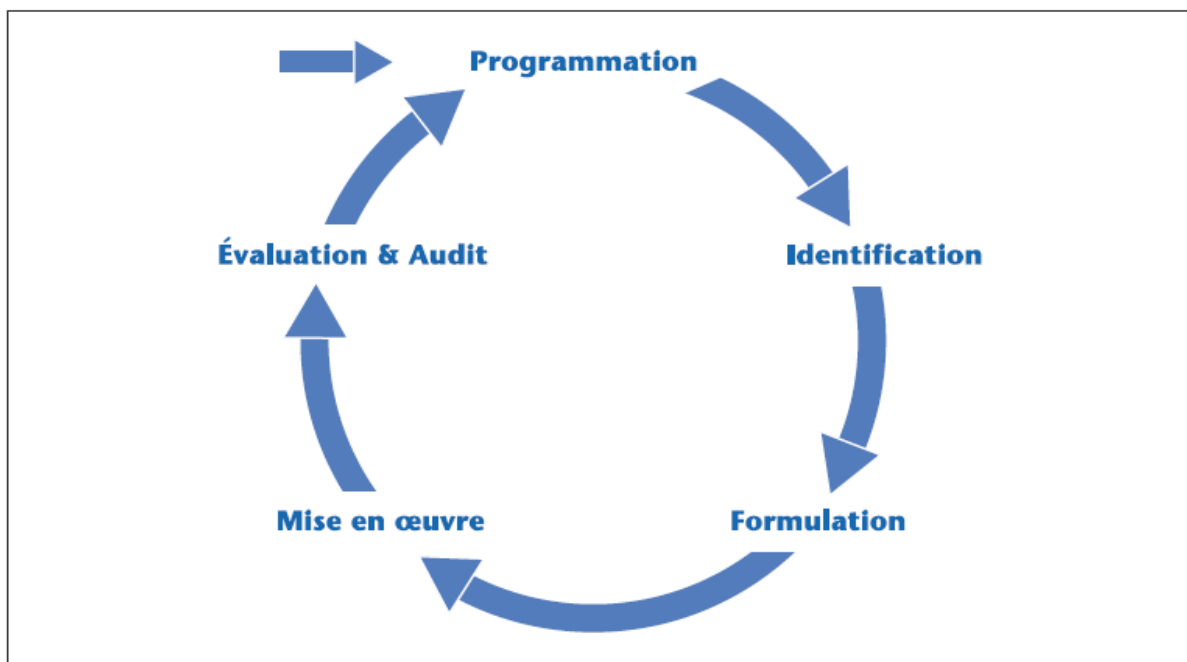 Programmation
Évaluation & Audit
Identification
Mise en œuvre
Formulation